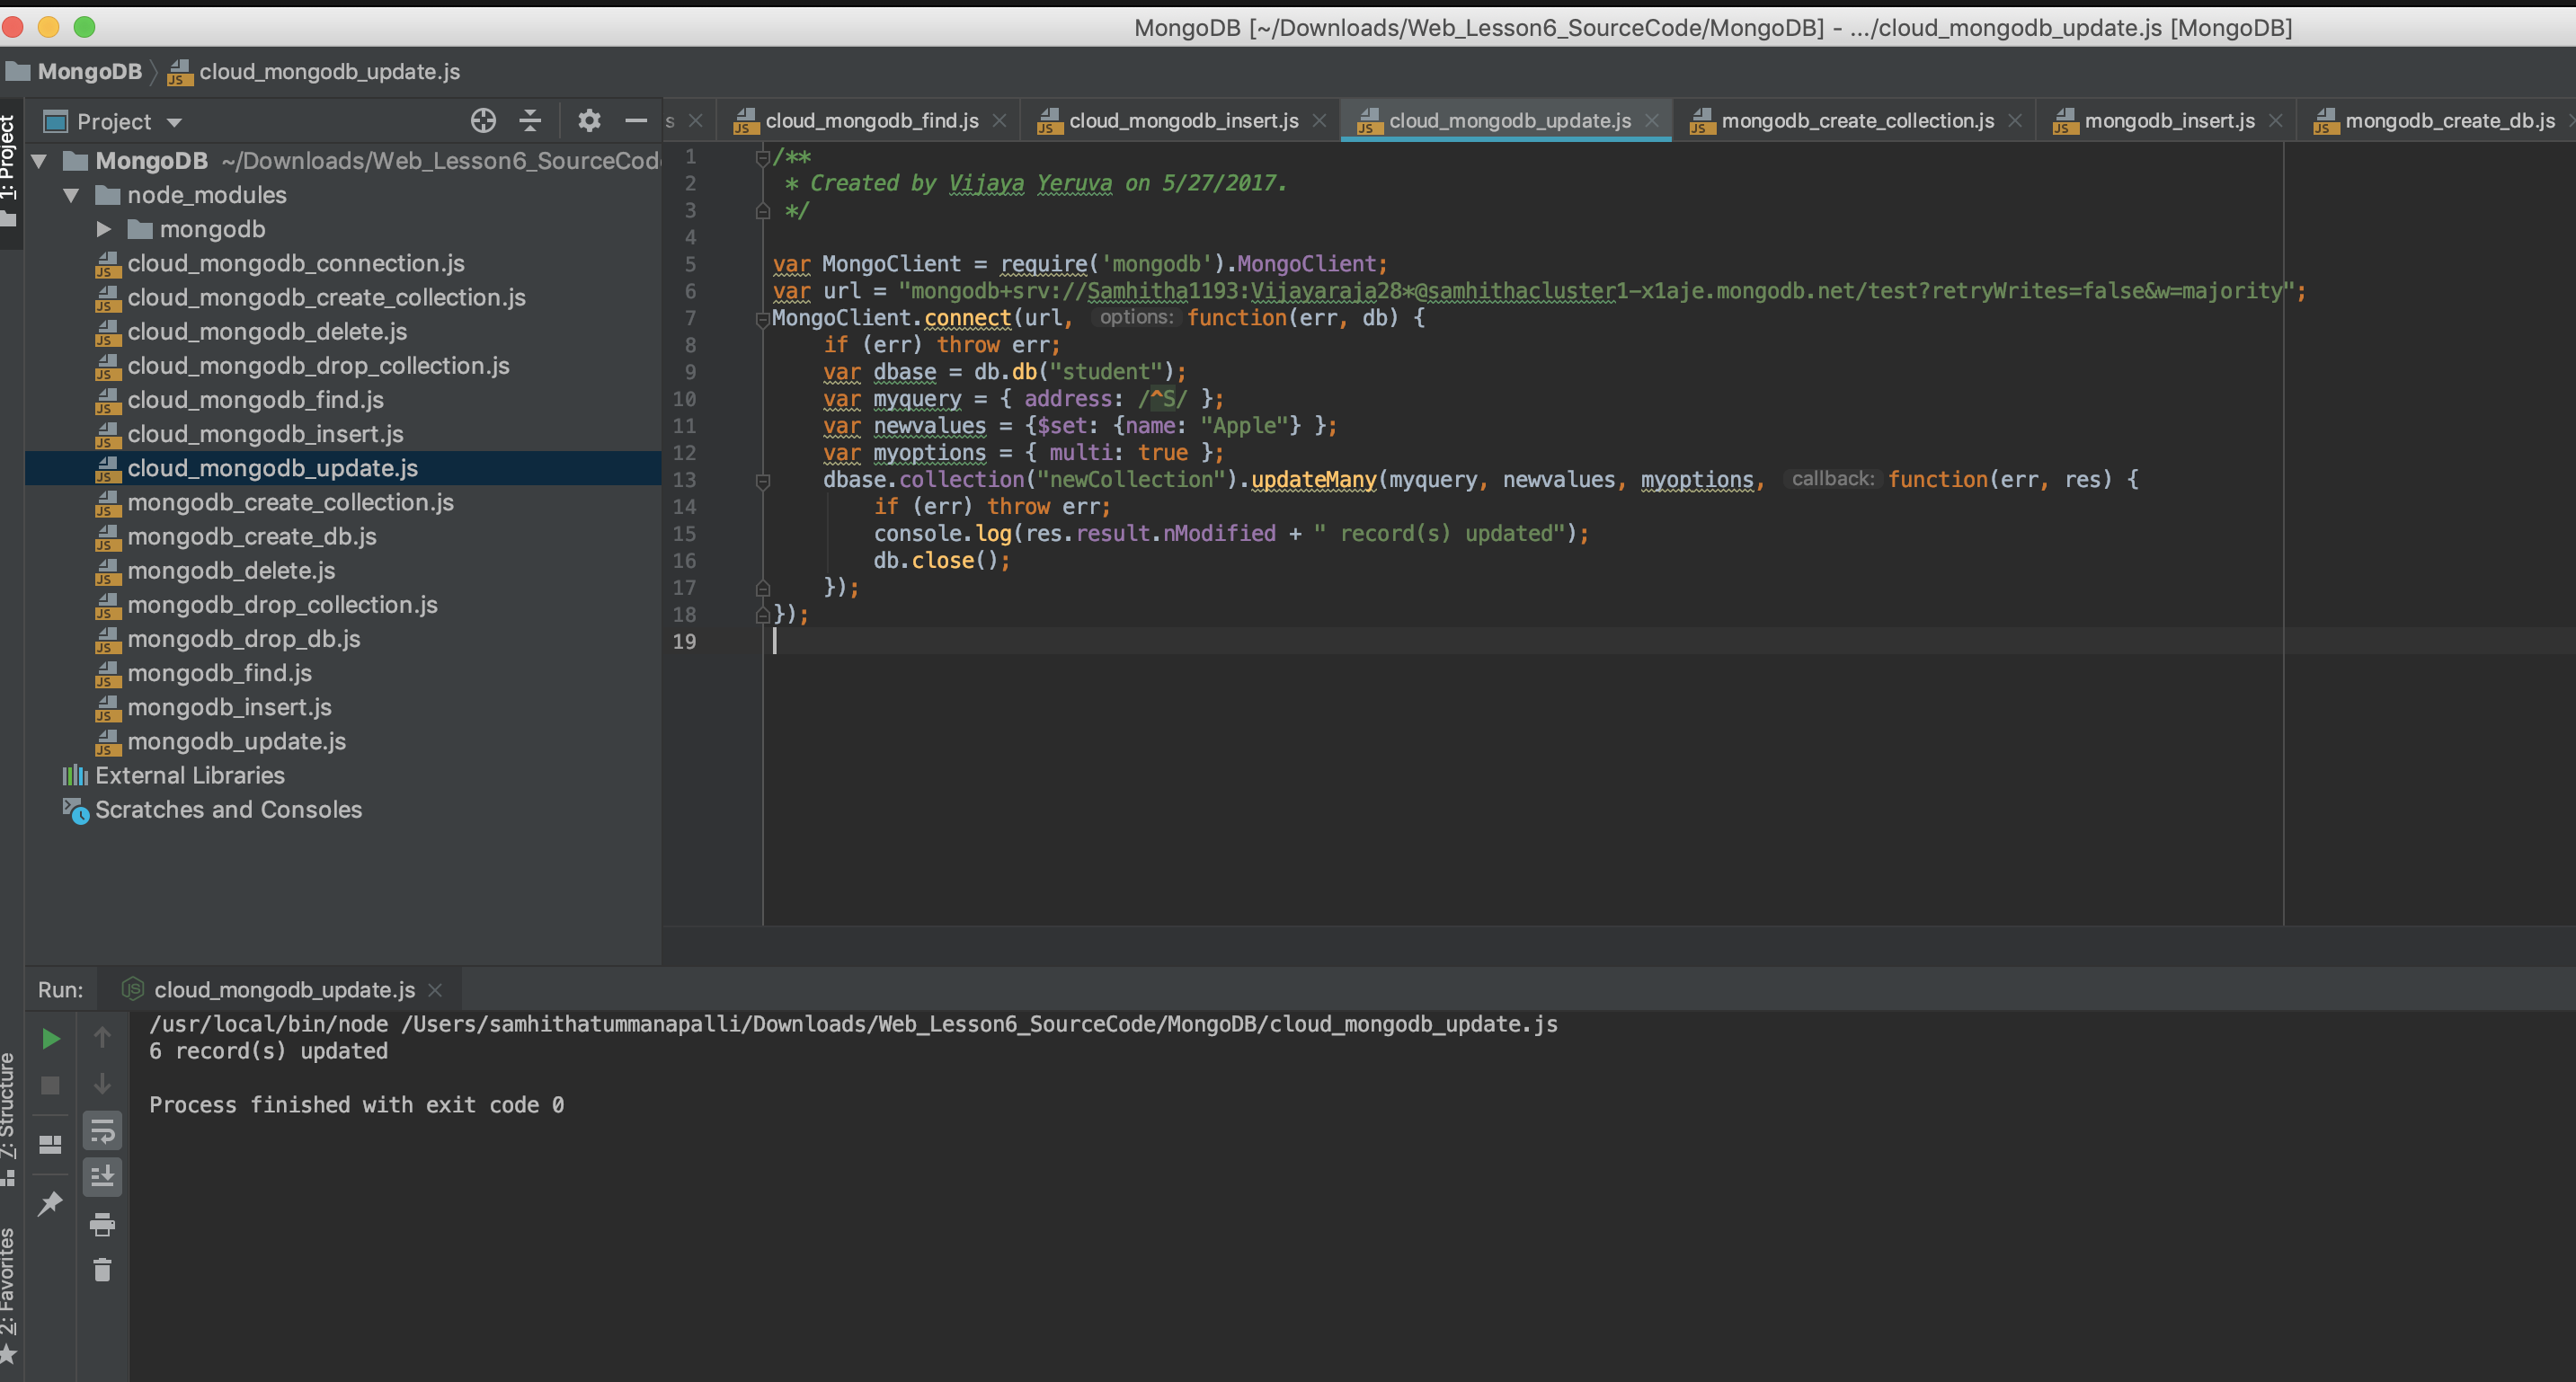 MongoDB [~/Downloads/Web_Lesson6_SourceCode/MongoDB] - .../cloud_mongodb_update.js [MongoDB]
MongoDB cloud_mongodb_update.js
1: Project
Project
s cloud_mongodb_find.js cloud_mongodb_insert.js cloud_mongodb_update.js mongodb_create_collection.js mongodb_insert.js mongodb_create_db.js
MongoDB ~/Downloads/Web_Lesson6_SourceCod
node_modules
mongodb
cloud_mongodb_connection.js
cloud_mongodb_create_collection.js
cloud_mongodb_delete.js
cloud_mongodb_drop_collection.js
cloud_mongodb_find.js
cloud_mongodb_insert.js
cloud_mongodb_update.js
mongodb_create_collection.js
mongodb_create_db.js
mongodb_delete.js
mongodb_drop_collection.js
mongodb_drop_db.js
mongodb_find.js
mongodb_insert.js
mongodb_update.js
External Libraries
Scratches and Consoles
1 /**
2 * Created by Vijaya Yeruva on 5/27/2017.
3 */
4
5 var MongoClient = require('mongodb').MongoClient;
6 var url = "mongodb+srv://Samhitha1193:Vijayaraja28*@samhithacluster1-x1aje.mongodb.net/test?retryWrites=false&w=majority";
7 MongoClient.connect(url, options: function(err, db) {
8 if (err) throw err;
9 var dbase = db.db("student");
10 var myquery = { address: /^S/ };
11 var newvalues = {$set: {name: "Apple"} };
12 var myoptions = { multi: true };
13 dbase.collection("newCollection").updateMany(myquery, newvalues, myoptions, callback: function(err, res) {
14 if (err) throw err;
15 console.log(res.result.nModified + " record(s) updated");
16 db.close();
17 });
18 });
19
Run: cloud_mongodb_update.js
/usr/local/bin/node /Users/samhithatummanapalli/Downloads/Web_Lesson6_SourceCode/MongoDB/cloud_mongodb_update.js
6 record(s) updated
Process finished with exit code 0
7: Structure
2: Favorites